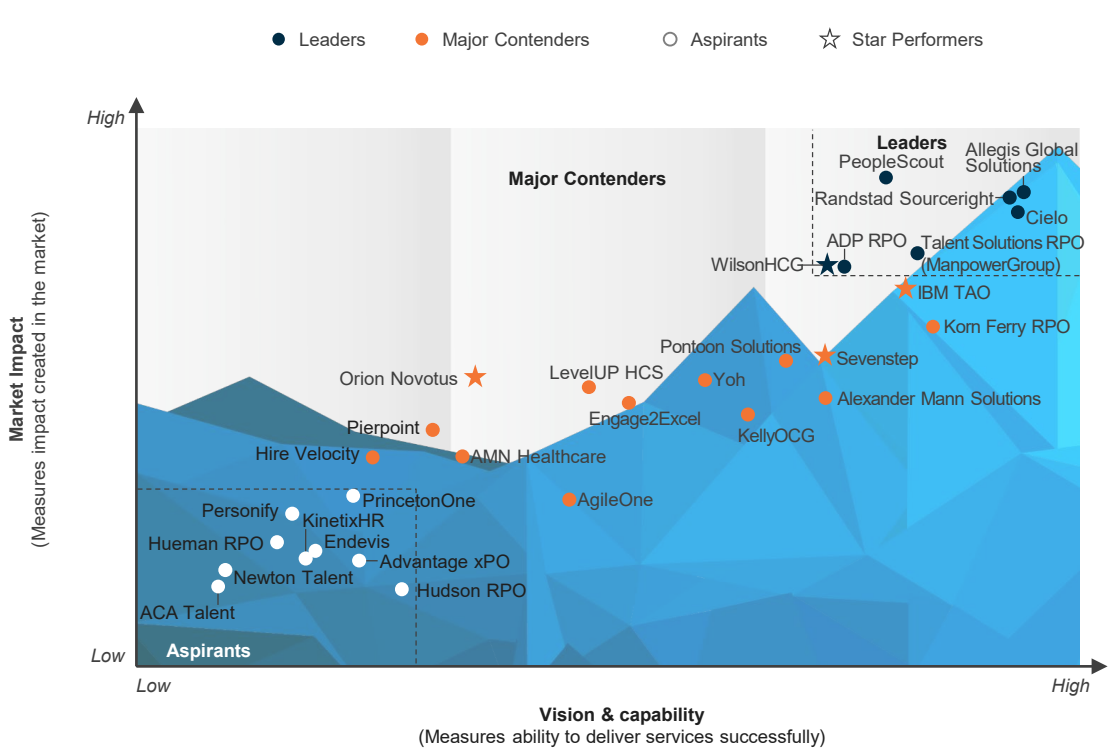 Leaders
Major Contenders
Aspirants
Star Performers
High
Leaders
PeopleScout
Allegis Global
Solutions
Major Contenders
Randstad Sourceright
Cielo
ADP RPO
Talent Solutions RPO
(ManpowerGroup)
WilsonHCG
IBM TAO
Korn Ferry RPO
Pontoon Solutions
Sevenstep
Orion Novotus
LevelUP HCS
Yoh
Alexander Mann Solutions
Engage2Excel
KellyOCG
Pierpoint
Hire Velocity
AMN Healthcare
AgileOne
PrincetonOne
Personify
KinetixHR
Hueman RPO
Endevis
Advantage xPO
Newton Talent
Hudson RPO
ACA Talent
Aspirants
Market Impact
(Measures impact created in the market)
Low
Low
High
Vision & capability
(Measures ability to deliver services successfully)